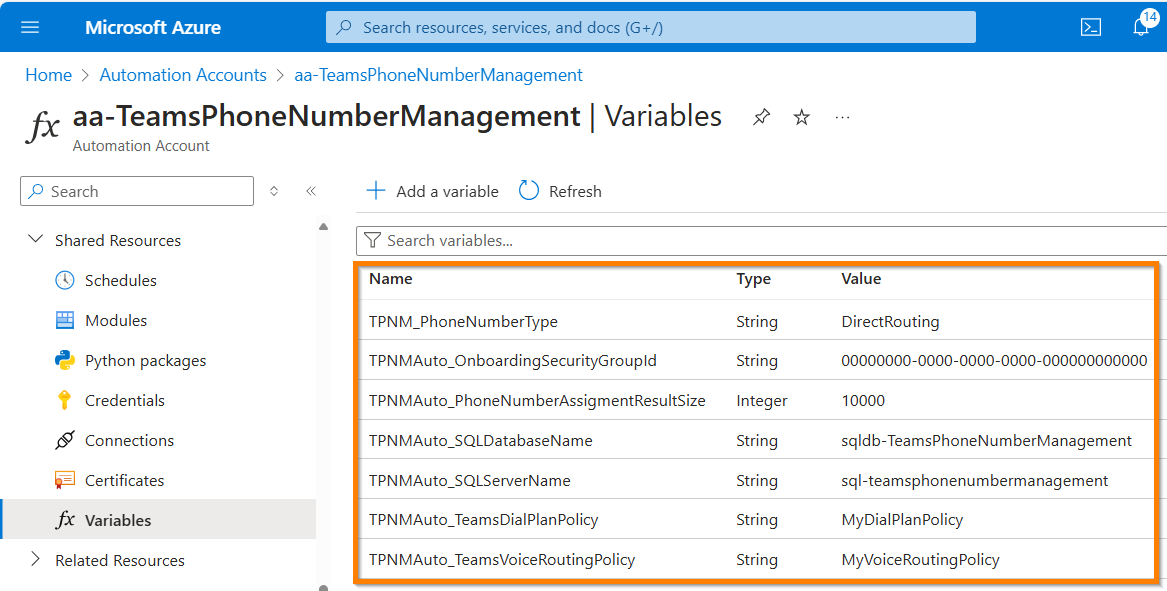 Microsoft Azure
Search resources, services, and docs (G+/)
14
Home > Automation Accounts > aa-TeamsPhoneNumberManagement
fx aa-TeamsPhoneNumberManagement | Variables
Automation Account
Search
Add a variable
Refresh
Shared Resources
Search variables...
Schedules
Modules
Python packages
Credentials
Connections
Certificates
fx Variables
Related Resources
Name Type Value
TPNM_PhoneNumberType String DirectRouting
TPNMAuto_OnboardingSecurityGroupId String 00000000-0000-0000-0000-000000000000
TPNMAuto_PhoneNumberAssigmentResultSize Integer 10000
TPNMAuto_SQLDatabaseName String sqldb-TeamsPhoneNumberManagement
TPNMAuto_SQLServerName String sql-teamsphonenumbermanagement
TPNMAuto_TeamsDialPlanPolicy String MyDialPlanPolicy
TPNMAuto_TeamsVoiceRoutingPolicy String MyVoiceRoutingPolicy